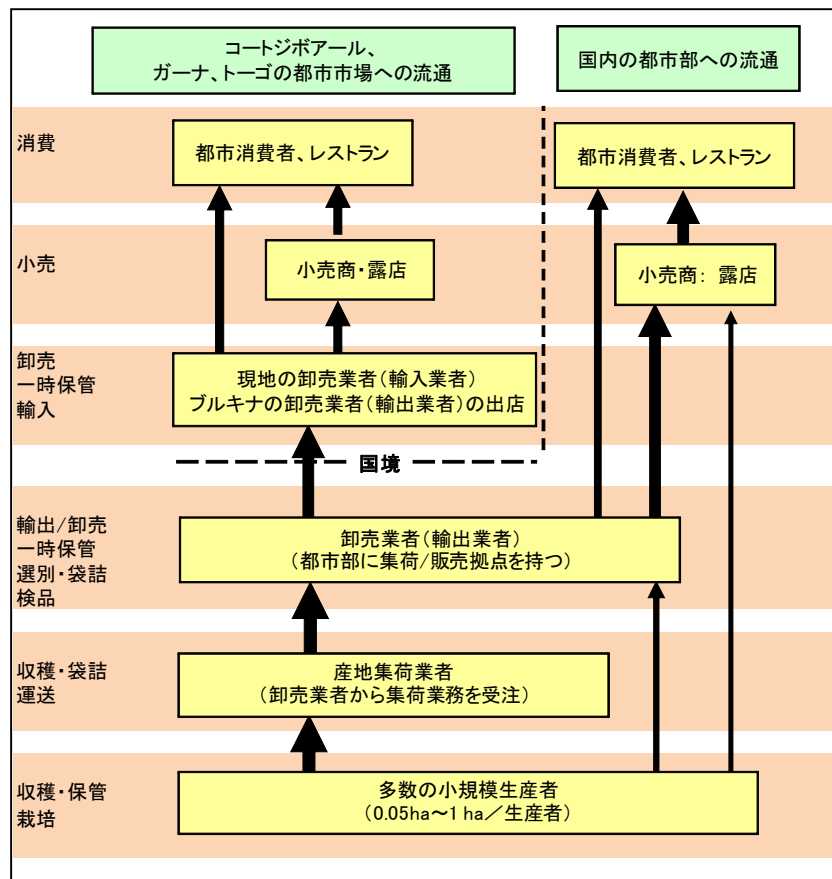 コートジボアール、
ガーナ、トーゴの都市市場への流通
国内の都市部への流通
消費
都市消費者、レストラン
都市消費者、レストラン
小売
小売商・露店
小売商： 露店
卸売
一時保管
輸入
現地の卸売業者（輸入業者）
ブルキナの卸売業者（輸出業者）の出店
国境
輸出/卸売
一時保管
選別・袋詰
検品
卸売業者（輸出業者）
（都市部に集荷/販売拠点を持つ）
収穫・袋詰
運送
産地集荷業者
（卸売業者から集荷業務を受注）
収穫・保管
栽培
多数の小規模生産者
（0.05ha～1 ha／生産者）